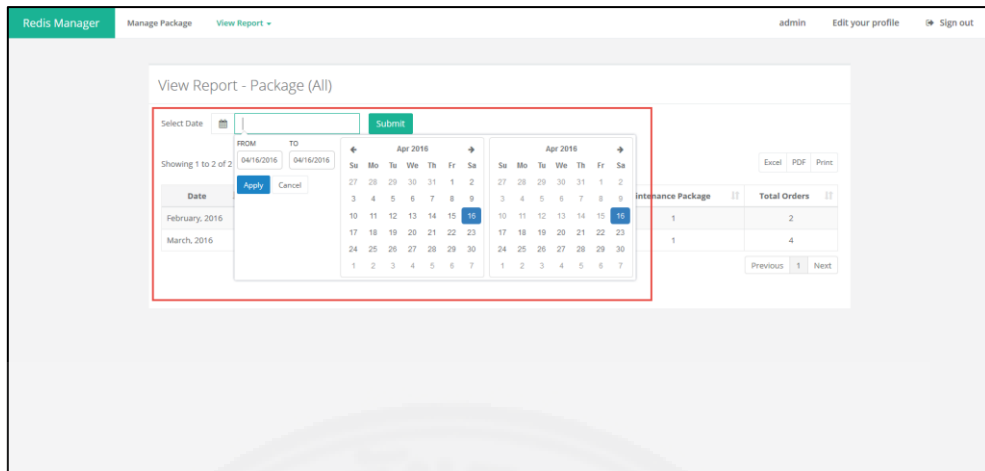 Redis Manager Manage Package View Report admin Edit your profile Sign out
View Report - Package (All)
Select Date Submit
FROM TO
04/16/2016 04/16/2016
Apply Cancel
Apr 2016
Su Mo Tu We Th Fr Sa
27 28 29 30 31 1 2
3 4 5 6 7 8 9
10 11 12 13 14 15 16
17 18 19 20 21 22 23
24 25 26 27 28 29 30
1 2 3 4 5 6 7
Apr 2016
Su Mo Tu We Th Fr Sa
27 28 29 30 31 1 2
3 4 5 6 7 8 9
10 11 12 13 14 15 16
17 18 19 20 21 22 23
24 25 26 27 28 29 30
1 2 3 4 5 6 7
Showing 1 to 2 of 2 Excel PDF Print
Date intenance Package Total Orders
February, 2016 1 2
March, 2016 1 4
Previous 1 Next